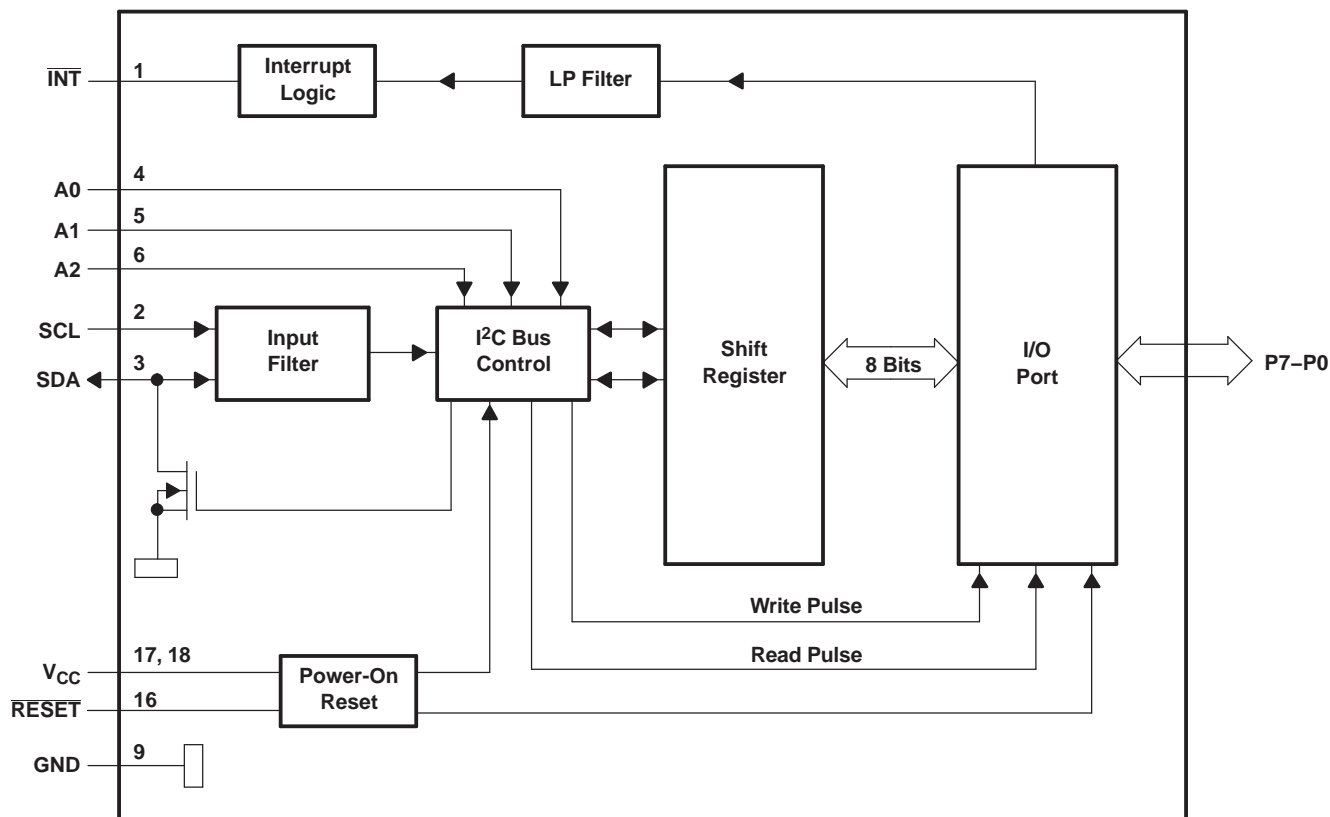 INT
1
Interrupt
Logic
LP Filter
A0
4
A1
5
A2
6
SCL
2
SDA
3
Input
Filter
I²C Bus
Control
Shift
Register
8 Bits
I/O
Port
P7–P0
Write Pulse
Read Pulse
VCC
17, 18
RESET
16
Power-On
Reset
GND
9